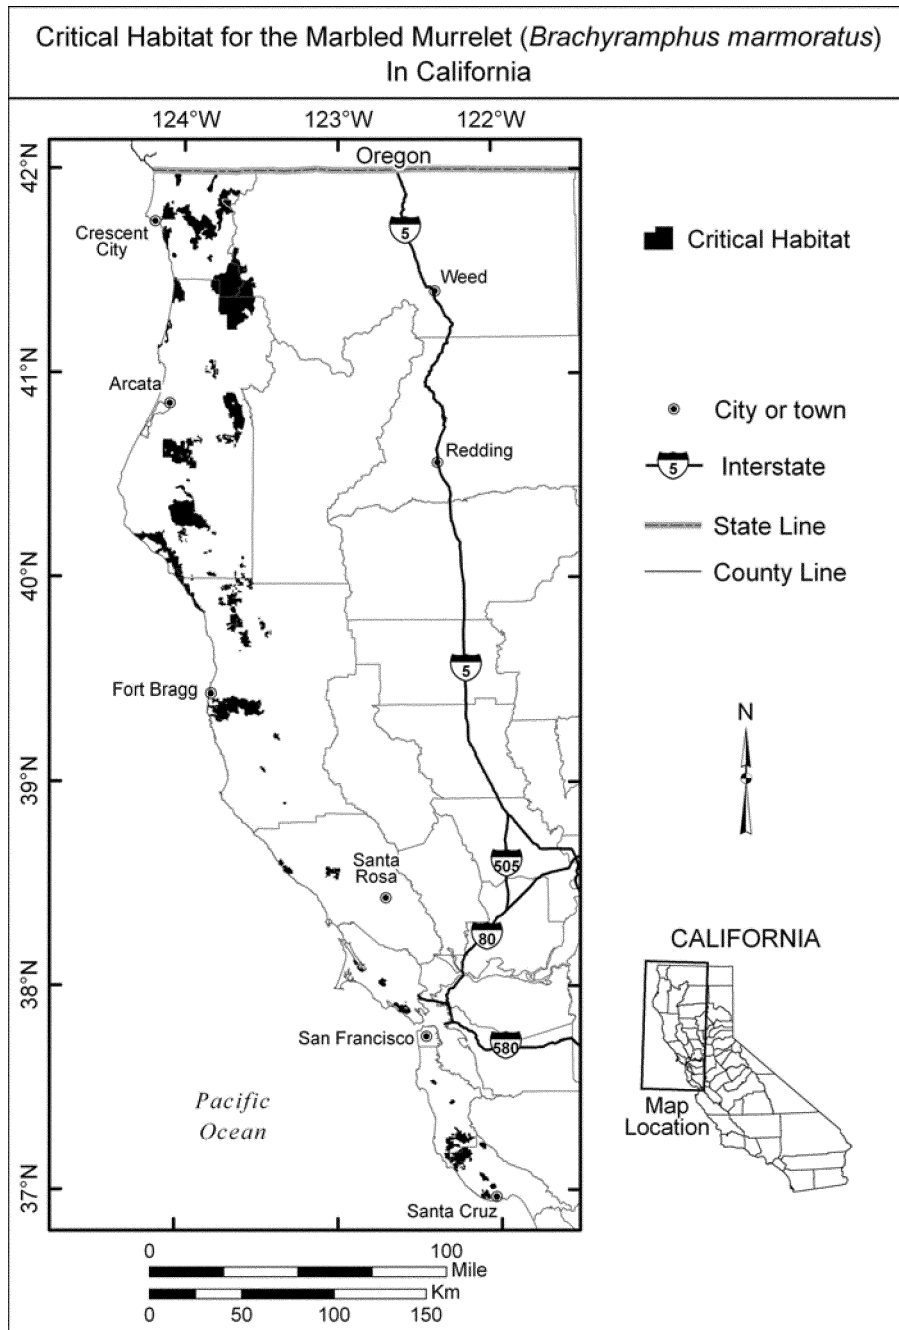 Critical Habitat for the Marbled Murrelet (Brachyramphus marmoratus)
In California
124°W
123°W
122°W
42°N
41°N
40°N
39°N
38°N
37°N
Oregon
Crescent
City
5
Weed
Arcata
Redding
5
Fort Bragg
505
Santa
Rosa
80
San Francisco
580
Pacific
Ocean
Santa Cruz
Critical Habitat
City or town
5
Interstate
State Line
County Line
N
CALIFORNIA
Map
Location
0
100
Mile
Km
0
50
100
150